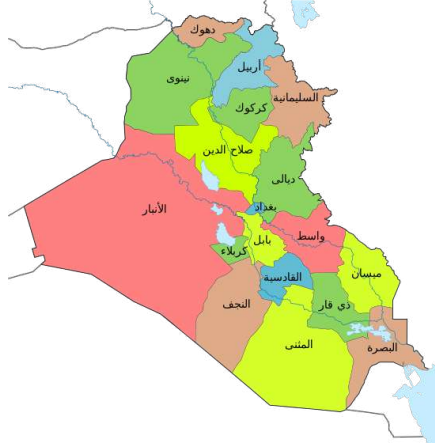 دهوك
أربيل
نينوى
السليمانية
كركوك
صلاح الدين
ديالى
الأنبار
بغداد
واسط
بابل
كربلاء
ميسان
القادسية
النجف
ذي قار
المثنى
البصرة